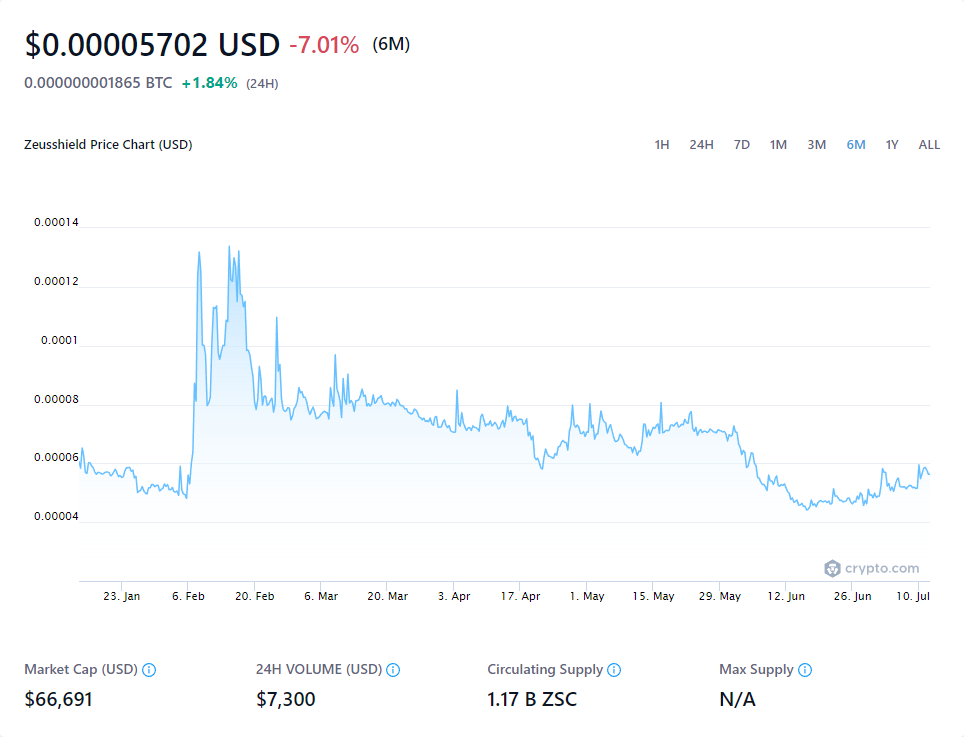 $0.00005702 USD -7.01% (6M)
0.000000001865 BTC +1.84% (24H)
Zeusshield Price Chart (USD) 1H 24H 7D 1M 3M 6M 1Y ALL
0.00014
0.00012
0.0001
0.00008
0.00006
0.00004
crypto.com
23. Jan 6. Feb 20. Feb 6. Mar 20. Mar 3. Apr 17. Apr 1. May 15. May 29. May 12. Jun 26. Jun 10. Jul
Market Cap (USD) 24H VOLUME (USD) Circulating Supply Max Supply
$66,691 $7,300 1.17 B ZSC N/A